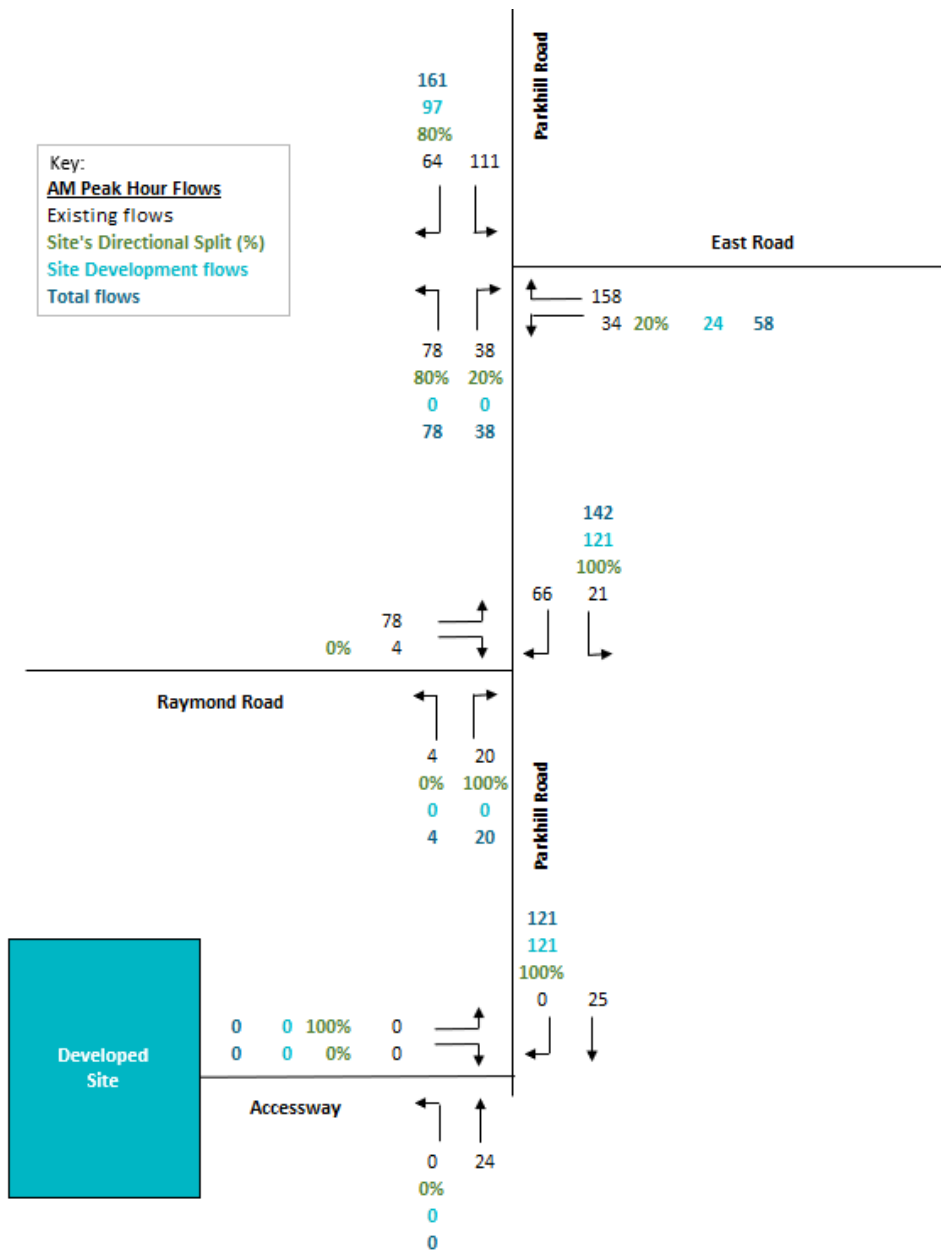 Parkhill Road
161
97
80%
64 111
Key:
AM Peak Hour Flows
Existing flows
Site's Directional Split (%)
Site Development flows
Total flows
East Road
158
34 20% 24 58
78 38
80% 20%
0 0
78 38
142
121
100%
66 21
78
0% 4
Raymond Road
4 20
0% 100%
0 0
4 20
Parkhill Road
121
121
100%
0 25
0 0 100% 0
0 0 0% 0
Developed
Site
Accessway
0 24
0%
0
0